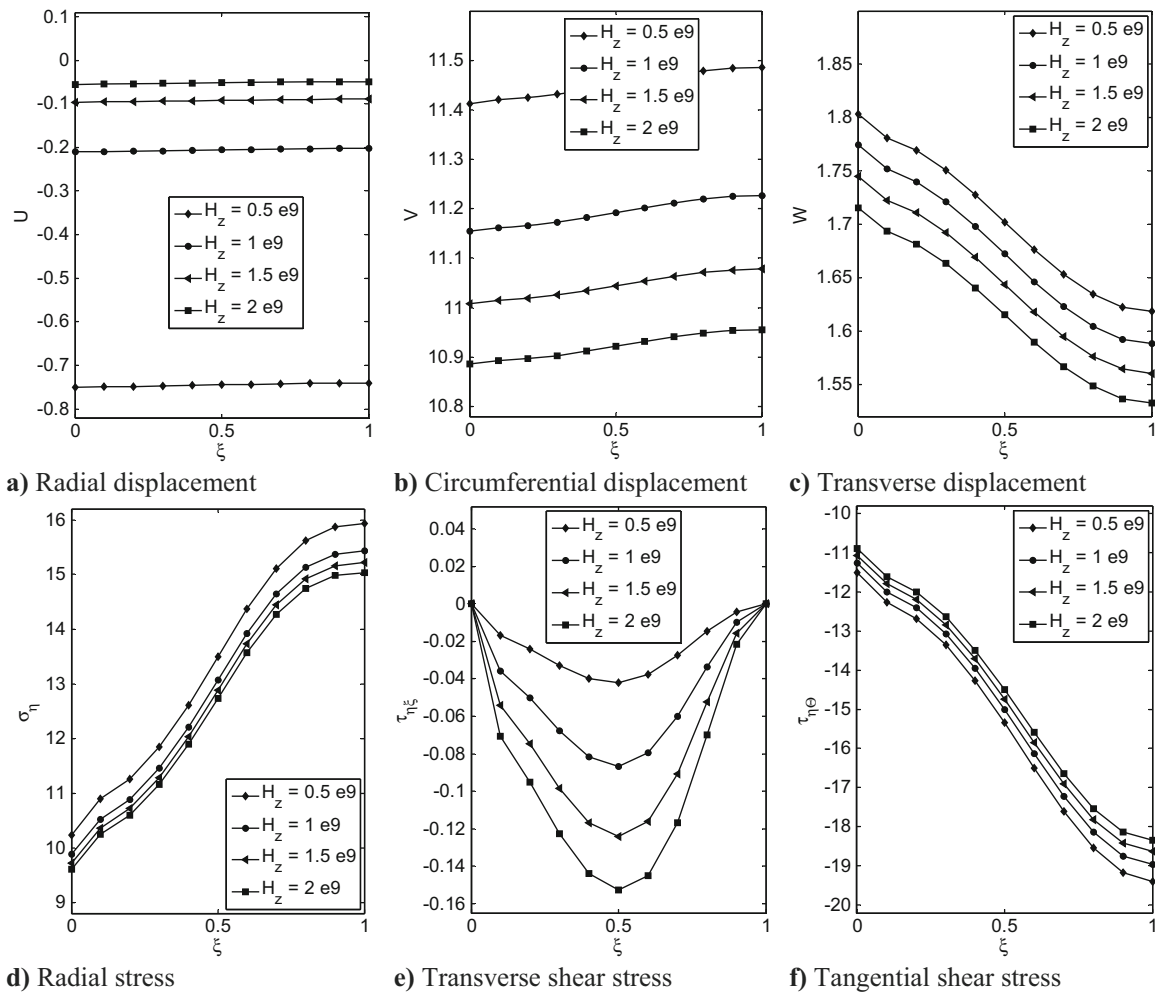 0.1
0
-0.1
-0.2
-0.3
-0.4
-0.5
-0.6
-0.7
-0.8
U
H_z = 0.5 e9
H_z = 1 e9
H_z = 1.5 e9
H_z = 2 e9
0 0.5 1
ξ
a) Radial displacement
11.5
11.4
11.3
11.2
11.1
11
10.9
10.8
V
H_z = 0.5 e9
H_z = 1 e9
H_z = 1.5 e9
H_z = 2 e9
0 0.5 1
ξ
b) Circumferential displacement
1.85
1.8
1.75
1.7
1.65
1.6
1.55
W
H_z = 0.5 e9
H_z = 1 e9
H_z = 1.5 e9
H_z = 2 e9
0 0.5 1
ξ
c) Transverse displacement
16
15
14
13
12
11
10
9
σ_η
H_z = 0.5 e9
H_z = 1 e9
H_z = 1.5 e9
H_z = 2 e9
0 0.5 1
ξ
d) Radial stress
0.04
0.02
0
-0.02
-0.04
-0.06
-0.08
-0.1
-0.12
-0.14
-0.16
τ_ηξ
H_z = 0.5 e9
H_z = 1 e9
H_z = 1.5 e9
H_z = 2 e9
0 0.5 1
ξ
e) Transverse shear stress
-10
-11
-12
-13
-14
-15
-16
-17
-18
-19
-20
τ_ηΘ
H_z = 0.5 e9
H_z = 1 e9
H_z = 1.5 e9
H_z = 2 e9
0 0.5 1
ξ
f) Tangential shear stress